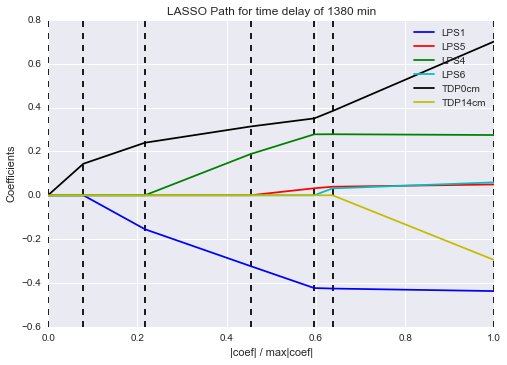 LASSO Path for time delay of 1380 min
0.8
0.6
0.4
0.2
0.0
−0.2
−0.4
−0.6
Coefficients
LPS1
LPS5
LPS4
LPS6
TDP0cm
TDP14cm
0.0 0.2 0.4 0.6 0.8 1.0
|coef| / max|coef|